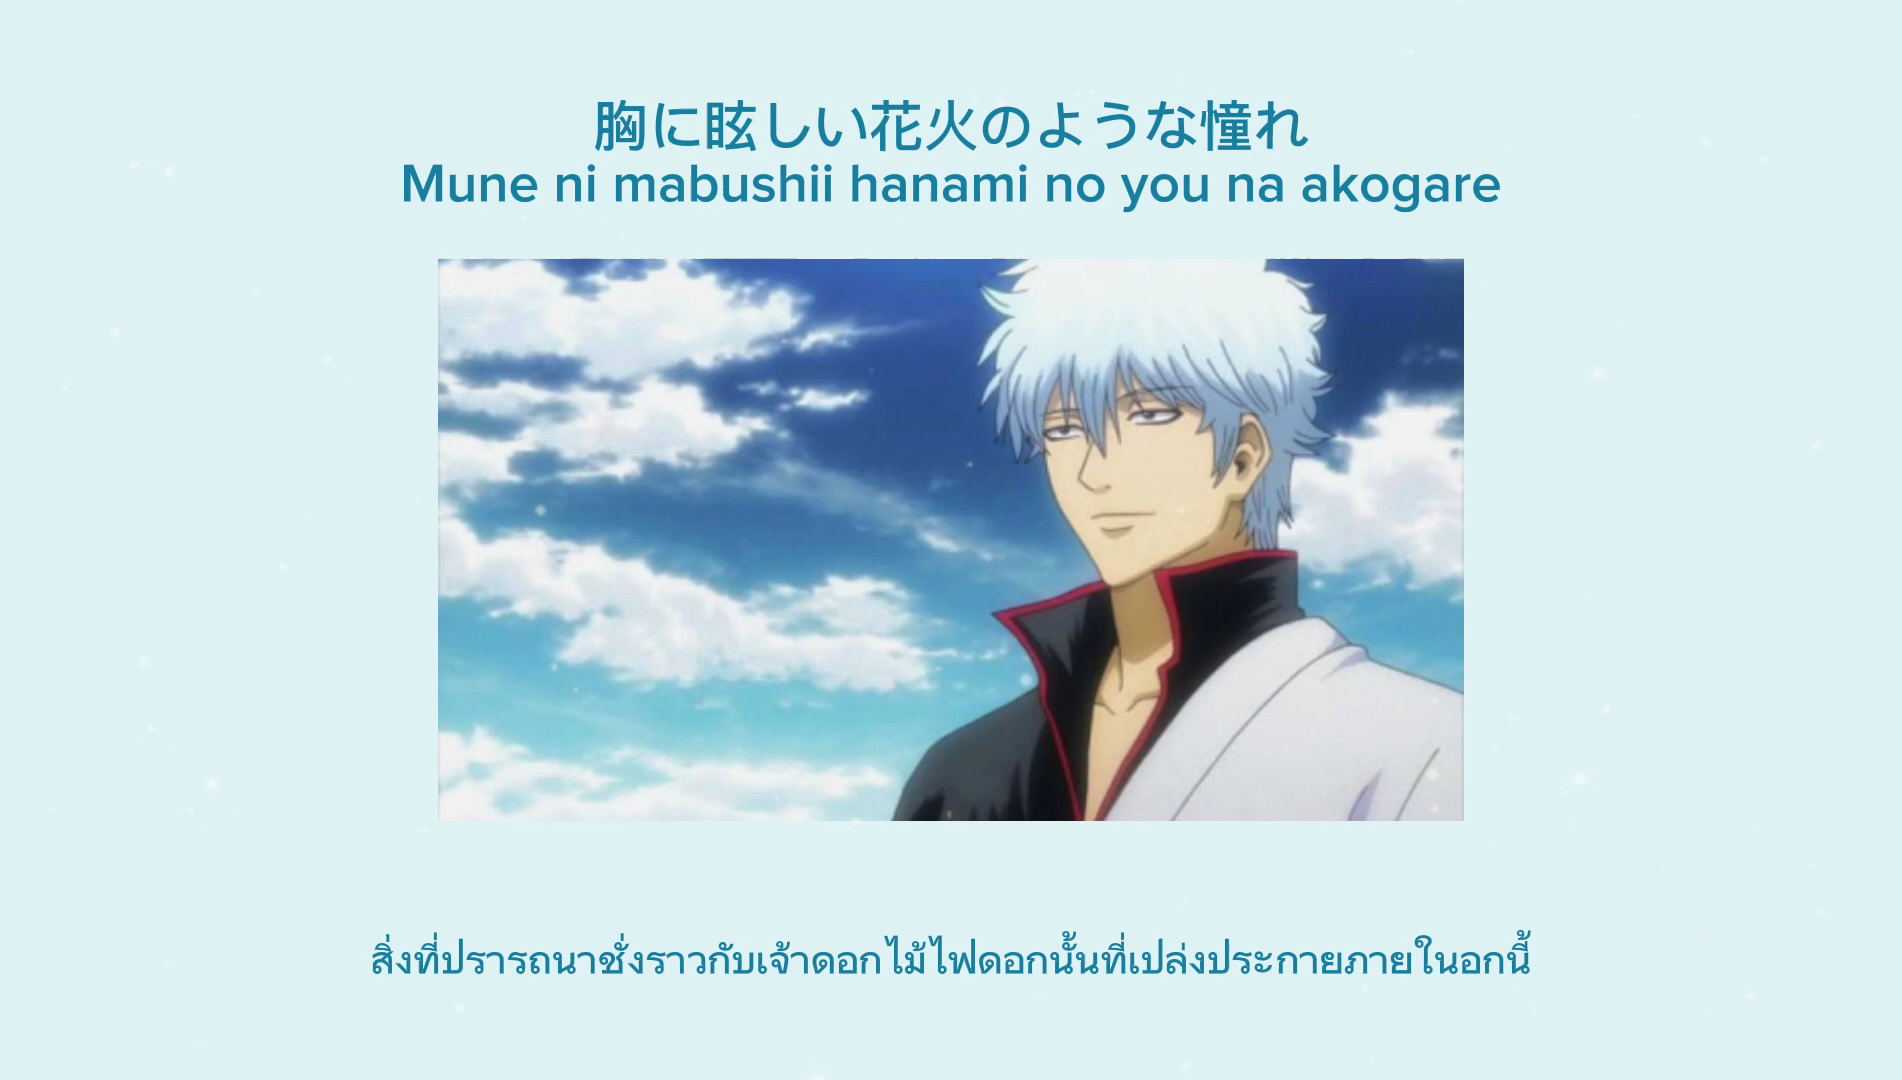 胸に眩しい花火のような憧れ
Mune ni mabushii hanami no you na akogare
สิ่งที่ปรารถนาชั่งราวกับเจ้าดอกไม้ไฟดอกนั้นที่เปล่งประกายภายในอกนี้